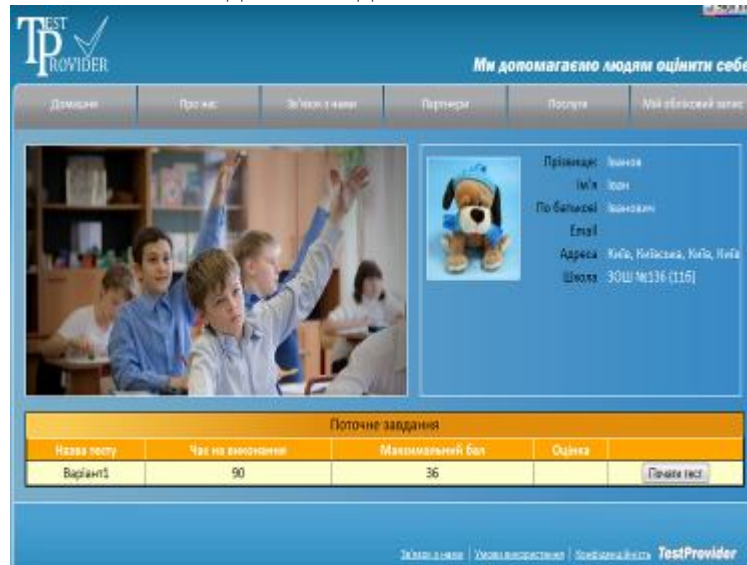 TEST
PROVIDER
Ми допомагаємо людям оцінити себе
Домашня Про нас Зв'язок з нами Партнери Послуги Мій обліковий запис
Прізвище: Іванов
Ім'я Іван
По батькові Іванович
Email
Адреса Київ, Київська, Київ, Київ
Школа ЗОШ №136 (11б)
Поточне завдання
Назва тесту Час на виконання Максимальний бал Оцінка
Варіант1 90 36 Почати тест
Зв'язок з нами | Умови використання | Конфіденційність TestProvider